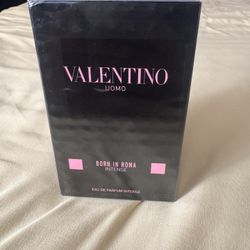 VALENTINO
UOMO
BORN IN ROMA
INTENSE
EAU DE PARFUM INTENSE